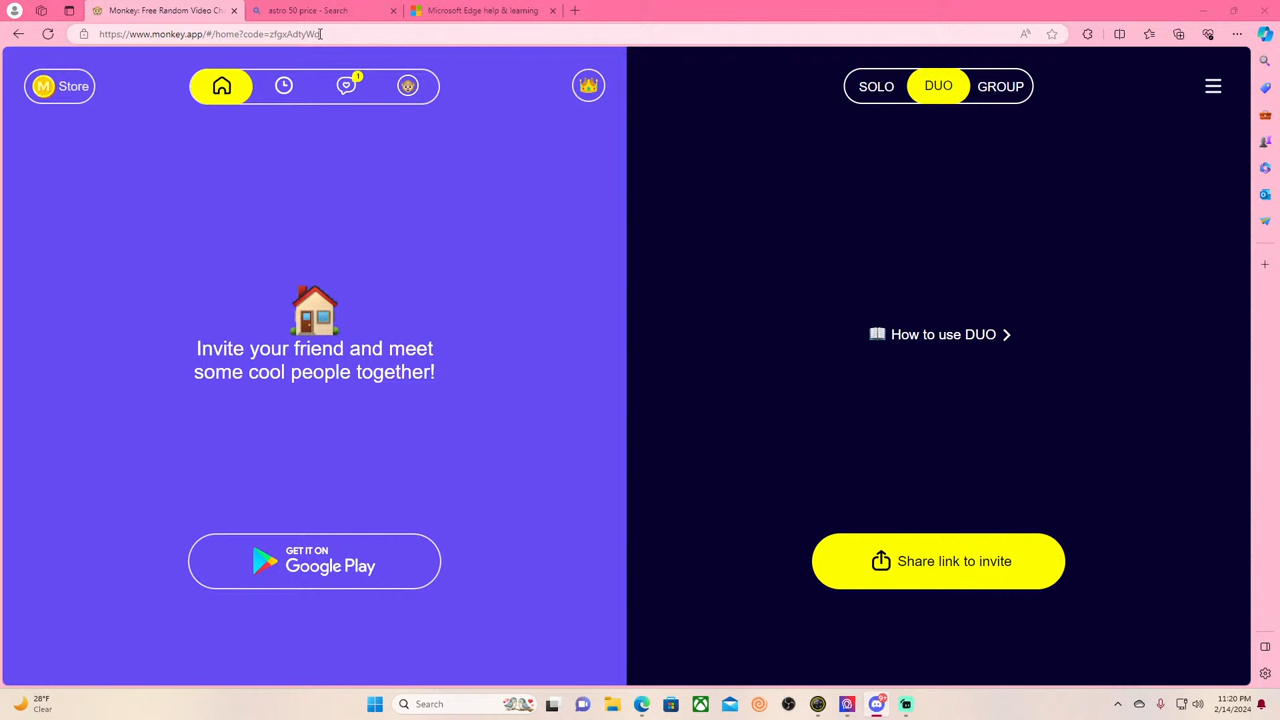 Monkey: Free Random Video Ch
astro 50 price - Search
Microsoft Edge help & learning
https://www.monkey.app/#/home?code=zfgxAdtyWd
M Store
1
SOLO
DUO
GROUP
Invite your friend and meet
some cool people together!
How to use DUO
GET IT ON
Google Play
Share link to invite
28°F
Clear
Search
9+
11:20 PM
2/14/2024